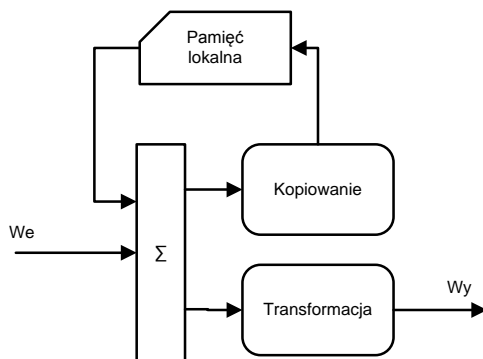 Pamięć
lokalna
Kopiowanie
We
Σ
Transformacja
Wy